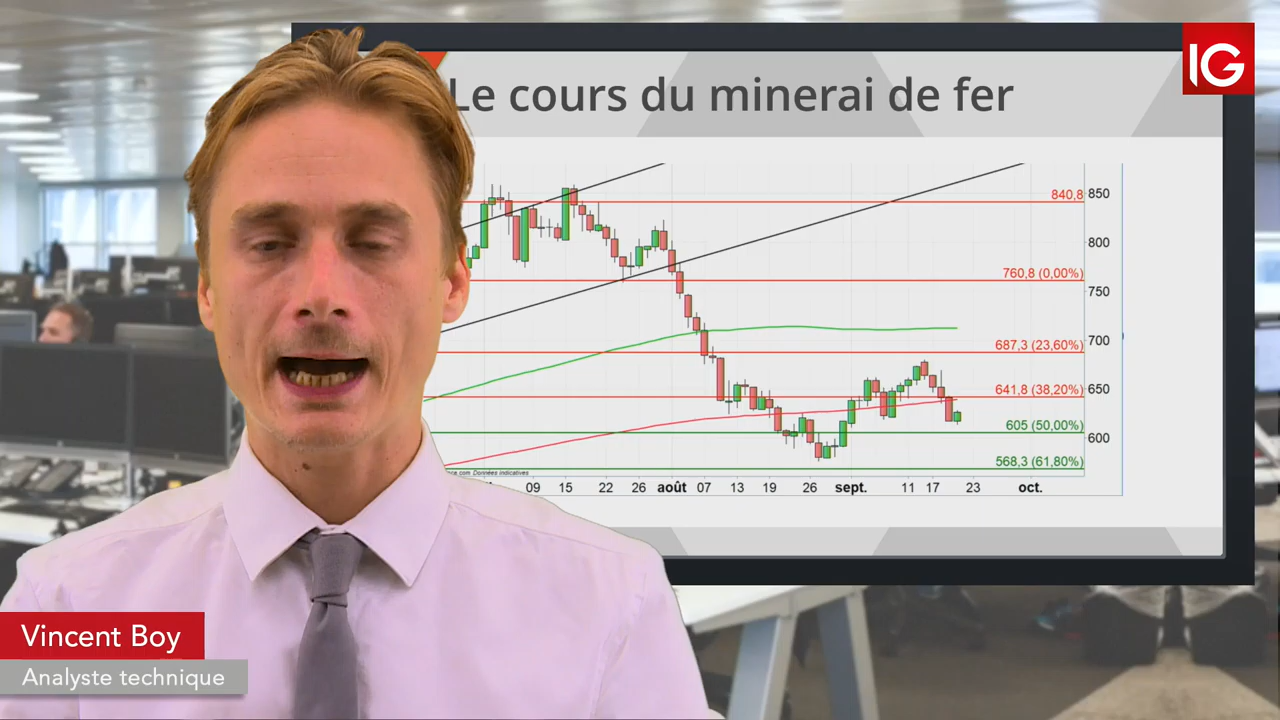 IG
Le cours du minerai de fer
840,8
850
800
760,8 (0,00%)
750
700
687,3 (23,60%)
641,8 (38,20%)
650
605 (50,00%)
600
568,3 (61,80%)
Données indicatives
09 15 22 26 août 07 13 19 26 sept. 11 17 23 oct.
Vincent Boy
Analyste technique